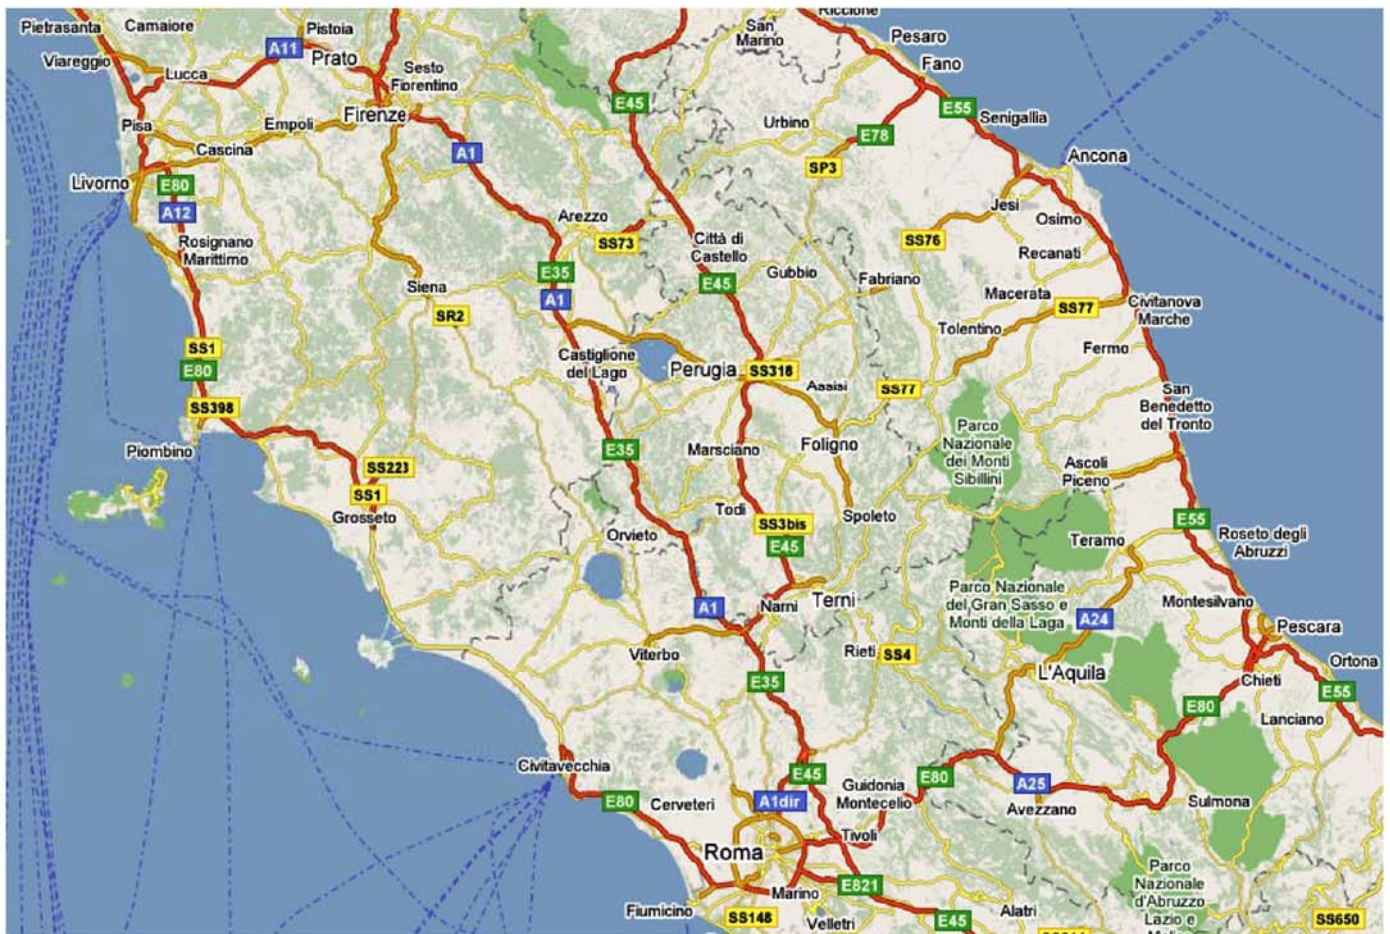 Riccione
Pietrasanta
Camaiore
Pistoia
San
Marino
Pesaro
A11
Viareggio
Prato
Fano
Lucca
Sesto
Fiorentino
E45
E55
Firenze
Senigallia
Pisa
Empoli
Urbino
E78
Cascina
A1
SP3
Ancona
Livorno
E80
A12
Arezzo
Jesi
Osimo
Rosignano
Marittimo
SS73
Città di
Castello
SS76
Recanati
E35
Gubbio
Fabriano
Siena
E45
A1
Macerata
SS77
Civitanova
Marche
SR2
Tolentino
SS1
Castiglione
del Lago
Fermo
E80
Perugia
SS318
Assisi
SS77
San
Benedetto
del Tronto
SS398
Parco
Nazionale
dei Monti
Sibillini
Piombino
E35
Marsciano
Foligno
SS223
Ascoli
Piceno
SS1
Grosseto
Todi
SS3bis
Spoleto
E55
Orvieto
E45
Teramo
Roseto degli
Abruzzi
A1
Narni
Terni
Parco Nazionale
del Gran Sasso e
Monti della Laga
Montesilvano
A24
Pescara
Viterbo
Rieti
SS4
L'Aquila
Ortona
E35
Chieti
E55
E80
Lanciano
Civitavecchia
E45
Guidonia
Montecelio
E80
A25
E80
Cerveteri
A1dir
Avezzano
Sulmona
Tivoli
Roma
Parco
Nazionale
d'Abruzzo
Lazio e
E821
Marino
Fiumicino
SS148
Velletri
E45
Alatri
SS650